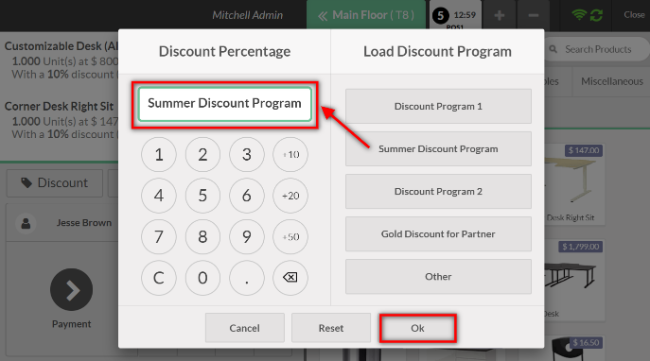 Mitchell Admin
« Main Floor ( T8 )
5 12:59
POS1
+ −
Close
Customizable Desk (A
1.000 Unit(s) at $ 800
With a 10% discount
Corner Desk Right Sit
1.000 Unit(s) at $ 147
With a 10% discount
Discount
Jesse Brown
Payment
Discount Percentage
Summer Discount Program
1 2 3 +10
4 5 6 +20
7 8 9 +50
C 0 .
Load Discount Program
Discount Program 1
Summer Discount Program
Discount Program 2
Gold Discount for Partner
Other
Cancel Reset Ok
Search Products
Miscellaneous
$ 147.00
Desk Right Sit
$ 1,799.00
$ 16.50